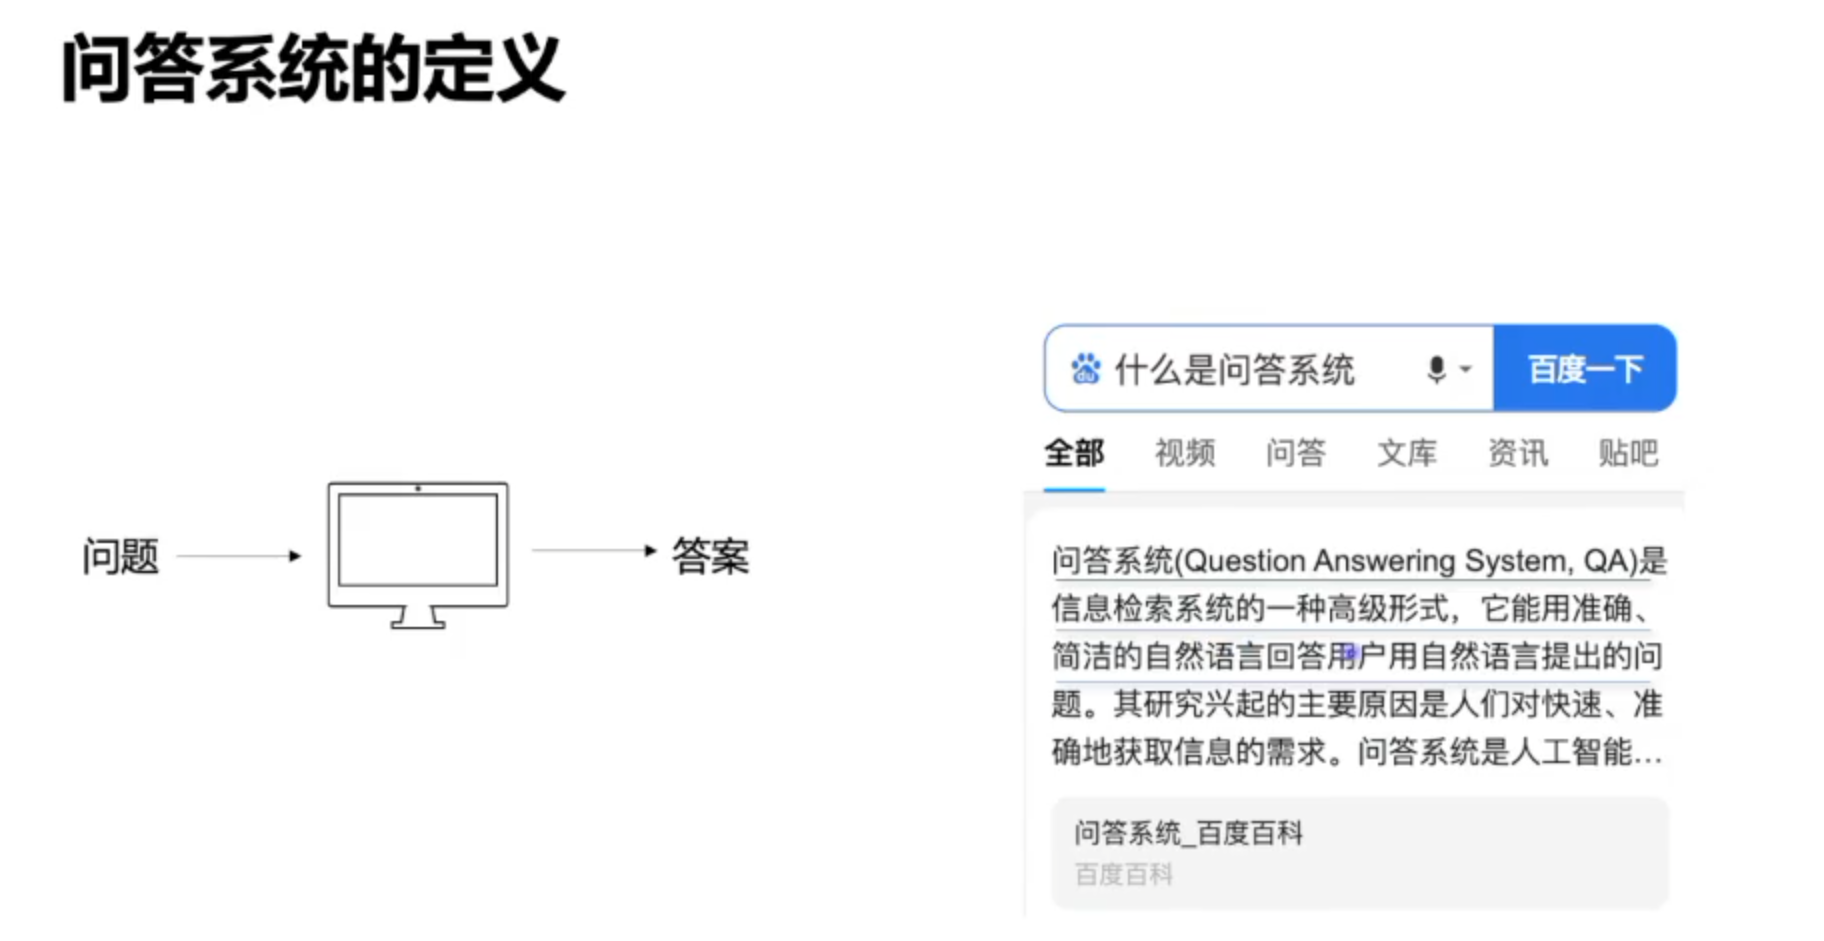 问答系统的定义
问题
答案
du 什么是问答系统 百度一下
全部 视频 问答 文库 资讯 贴吧
问答系统(Question Answering System, QA)是
信息检索系统的一种高级形式，它能用准确、
简洁的自然语言回答用户用自然语言提出的问
题。其研究兴起的主要原因是人们对快速、准
确地获取信息的需求。问答系统是人工智能...
问答系统_百度百科
百度百科